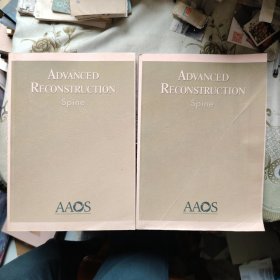 ADVANCED
RECONSTRUCTION
Spine
AAOS
ADVANCED
RECONSTRUCTION
Spine
AAOS